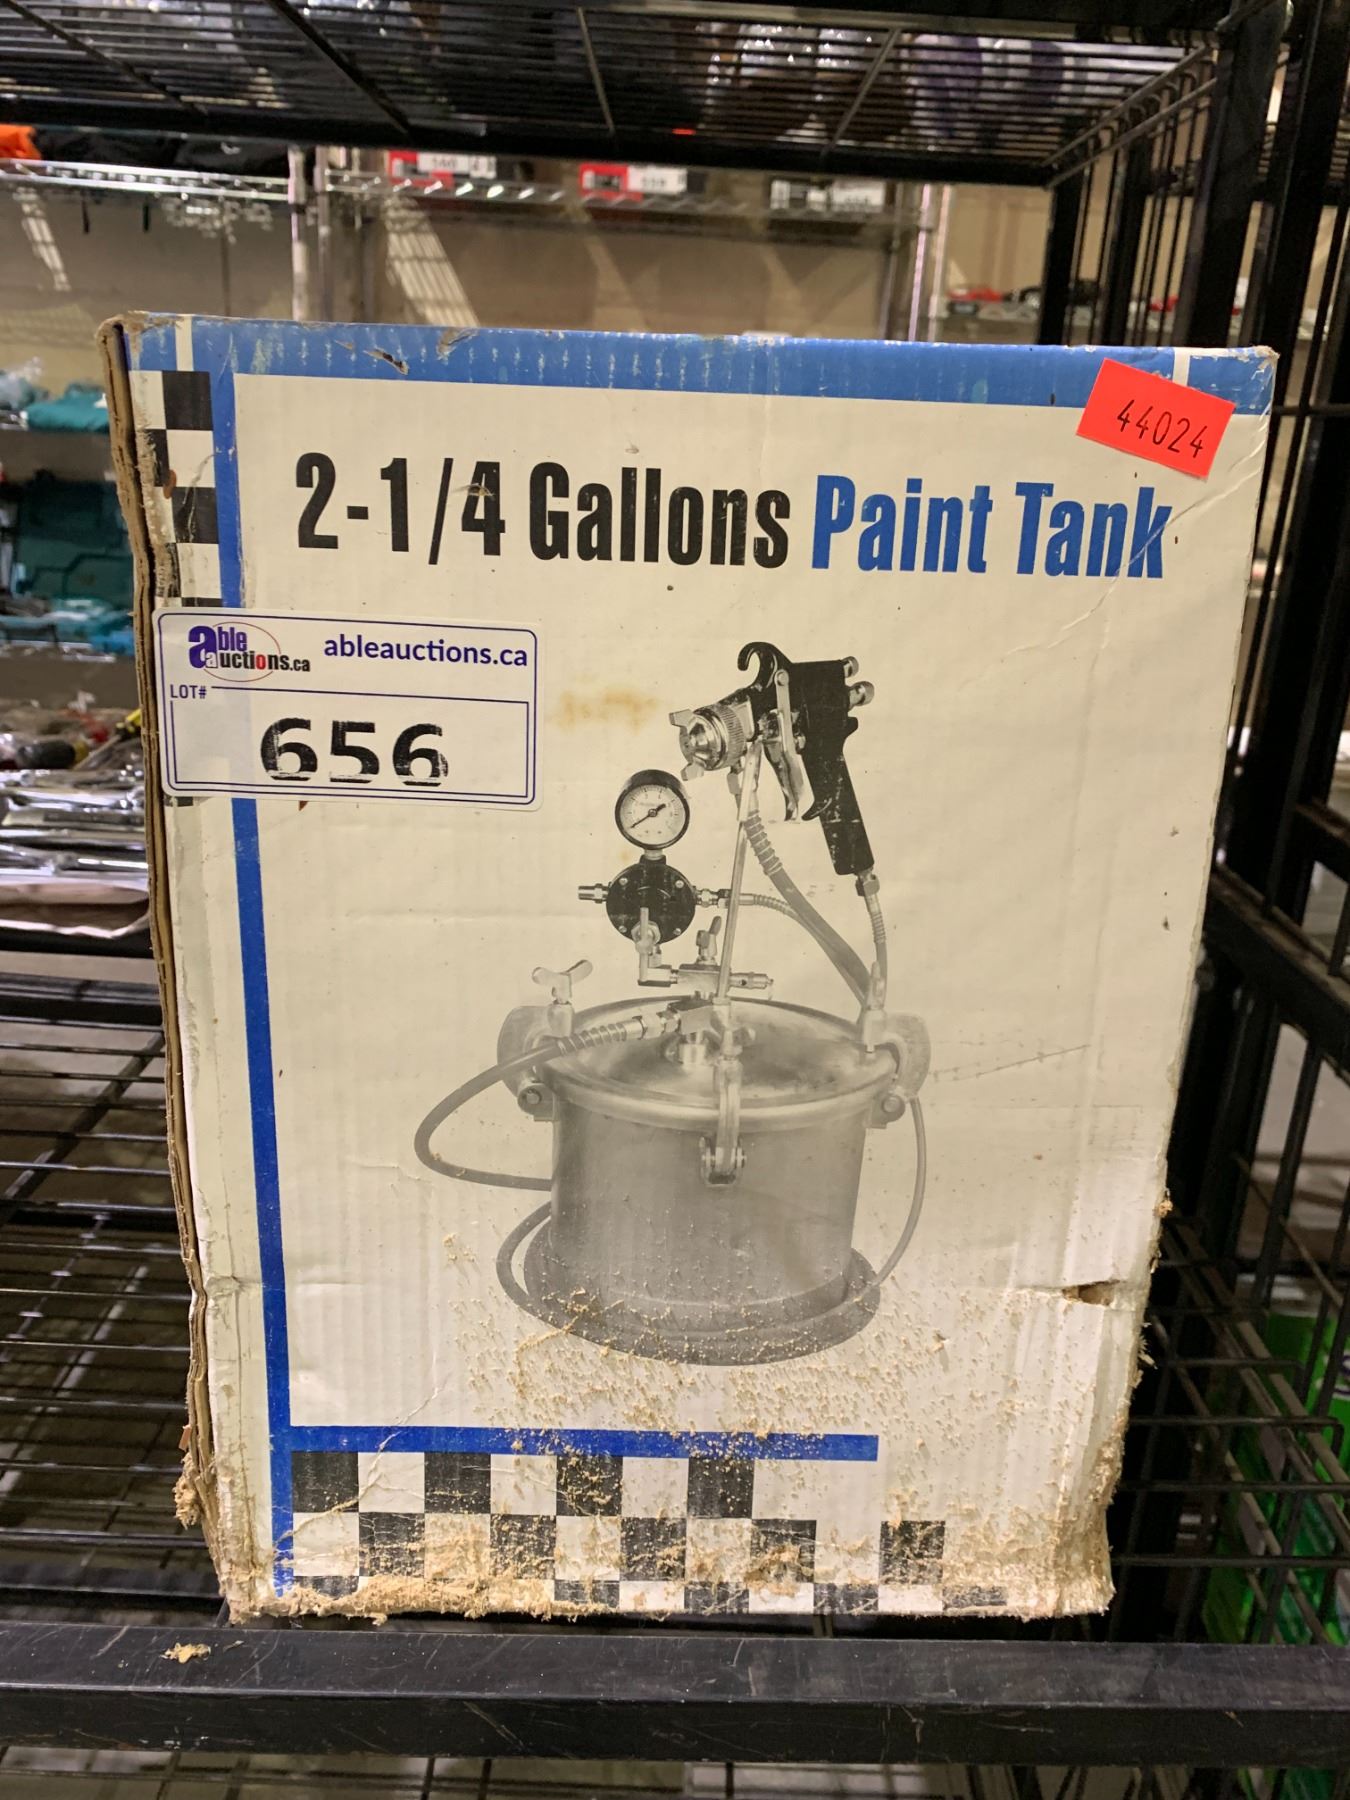 44024
2-1/4 Gallons Paint Tank
able auctions.ca
ableauctions.ca
LOT#
656